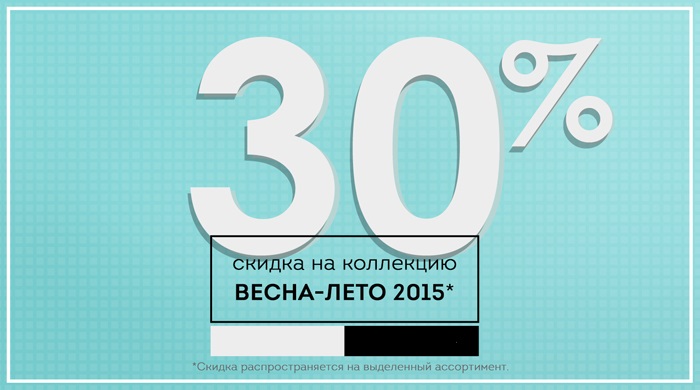 30%
скидка на коллекцию
ВЕСНА-ЛЕТО 2015*
*Скидка распространяется на выделенный ассортимент.